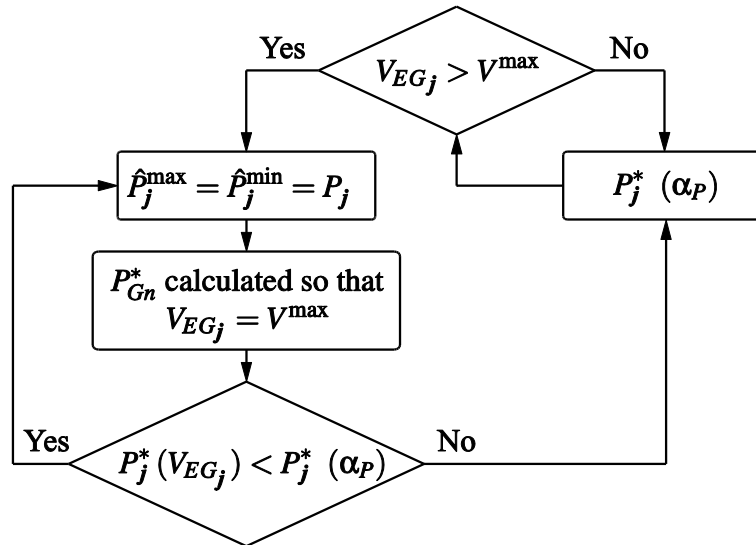 Yes
No
V_{EG_j} > V^{max}
\hat{P}_j^{max} = \hat{P}_j^{min} = P_j
P_j^* (α_P)
P_{Gn}^* calculated so that
V_{EG_j} = V^{max}
Yes
No
P_j^* (V_{EG_j}) < P_j^* (α_P)